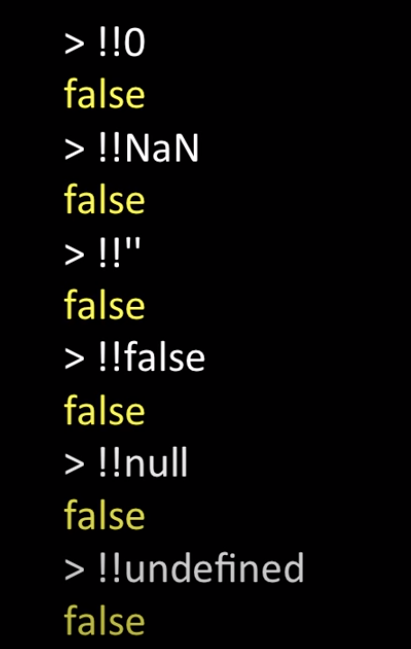 > !!0
false
> !!NaN
false
> !!''
false
> !!false
false
> !!null
false
> !!undefined
false